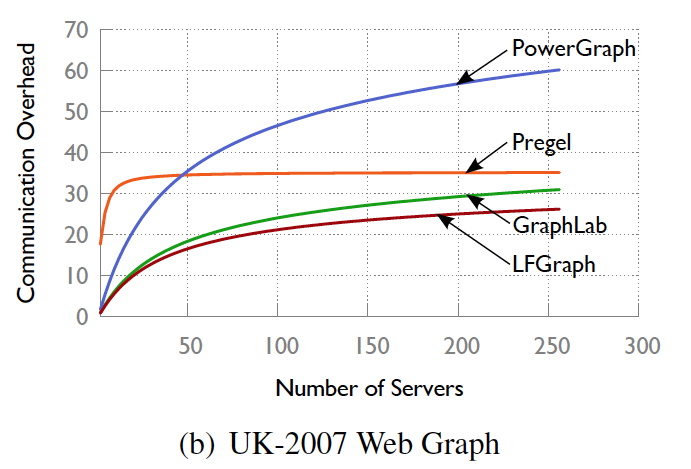 Communication Overhead
70
60
50
40
30
20
10
0
PowerGraph
Pregel
GraphLab
LFGraph
50 100 150 200 250 300
Number of Servers
(b) UK-2007 Web Graph